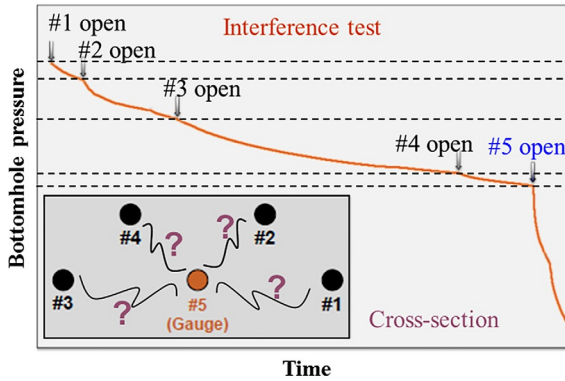 Interference test
#1 open
#2 open
#3 open
#4 open
#5 open
Bottomhole pressure
#4
?
?
#2
#3
?
#5
(Gauge)
?
#1
Cross-section
Time